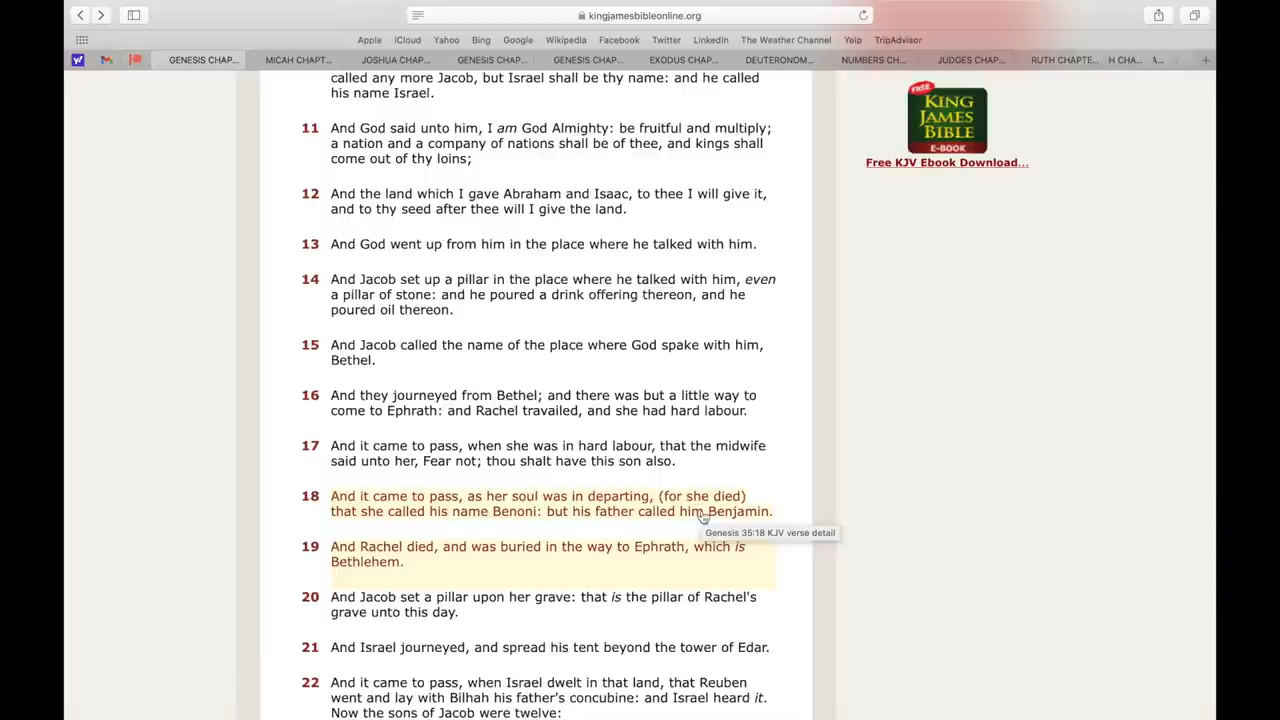 kingjamesbibleonline.org
Apple iCloud Yahoo Bing Google Wikipedia Facebook Twitter LinkedIn The Weather Channel Yelp TripAdvisor
GENESIS CHAP... MICAH CHAPT... JOSHUA CHAP... GENESIS CHAP... GENESIS CHAP... EXODUS CHAP... DEUTERONOM... NUMBERS CH... JUDGES CHAP... RUTH CHAPTE... H CHA...
called any more Jacob, but Israel shall be thy name: and he called
his name Israel.
11 And God said unto him, I am God Almighty: be fruitful and multiply;
a nation and a company of nations shall be of thee, and kings shall
come out of thy loins;
12 And the land which I gave Abraham and Isaac, to thee I will give it,
and to thy seed after thee will I give the land.
13 And God went up from him in the place where he talked with him.
14 And Jacob set up a pillar in the place where he talked with him, even
a pillar of stone: and he poured a drink offering thereon, and he
poured oil thereon.
15 And Jacob called the name of the place where God spake with him,
Bethel.
16 And they journeyed from Bethel; and there was but a little way to
come to Ephrath: and Rachel travailed, and she had hard labour.
17 And it came to pass, when she was in hard labour, that the midwife
said unto her, Fear not; thou shalt have this son also.
18 And it came to pass, as her soul was in departing, (for she died)
that she called his name Benoni: but his father called him Benjamin.
Genesis 35:18 KJV verse detail
19 And Rachel died, and was buried in the way to Ephrath, which is
Bethlehem.
20 And Jacob set a pillar upon her grave: that is the pillar of Rachel's
grave unto this day.
21 And Israel journeyed, and spread his tent beyond the tower of Edar.
22 And it came to pass, when Israel dwelt in that land, that Reuben
went and lay with Bilhah his father's concubine: and Israel heard it.
Now the sons of Jacob were twelve:
FREE
KING
JAMES
BIBLE
E-BOOK
Free KJV Ebook Download...